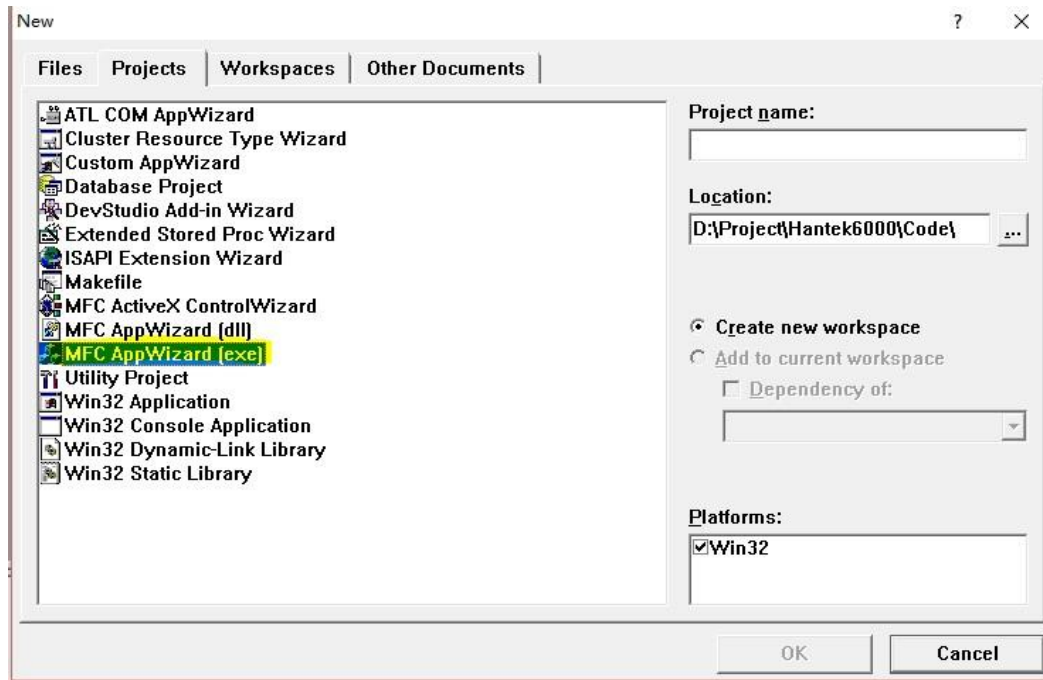 New
?
Files Projects Workspaces Other Documents
ATL COM AppWizard
Cluster Resource Type Wizard
Custom AppWizard
Database Project
DevStudio Add-in Wizard
Extended Stored Proc Wizard
ISAPI Extension Wizard
Makefile
MFC ActiveX ControlWizard
MFC AppWizard (dll)
MFC AppWizard (exe)
Utility Project
Win32 Application
Win32 Console Application
Win32 Dynamic-Link Library
Win32 Static Library
Project name:
Location:
D:\Project\Hantek6000\Code\
...
Create new workspace
Add to current workspace
Dependency of:
Platforms:
Win32
OK Cancel